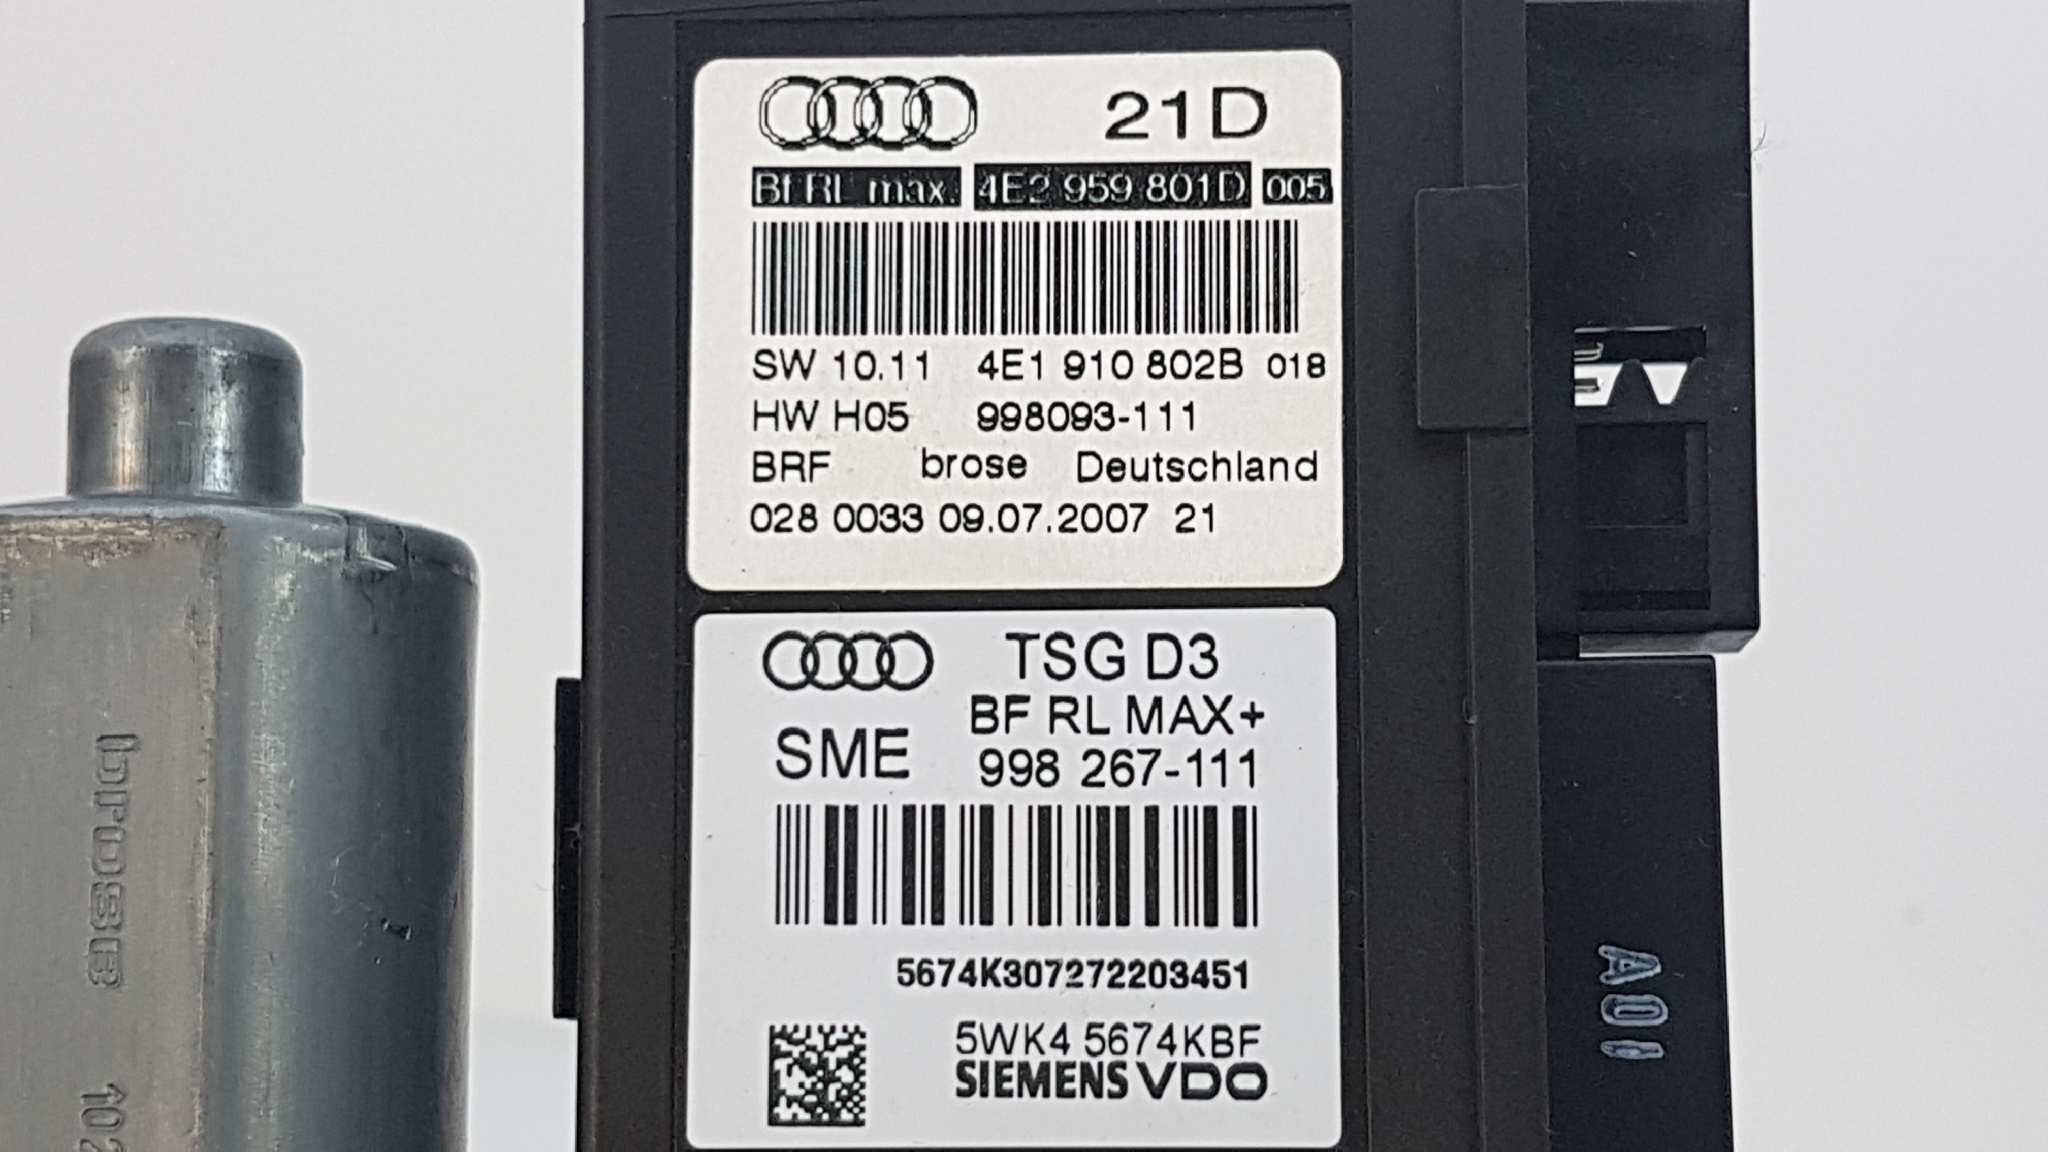 21D
Bf RL max. 4E2 959 801D 005
SW 10.11 4E1 910 802B 018
HW H05 998093-111
BRF brose Deutschland
028 0033 09.07.2007 21
TSG D3
BF RL MAX+
SME 998 267-111
5674K307272203451
5WK4 5674KBF
SIEMENS VDO
brose 102
A01